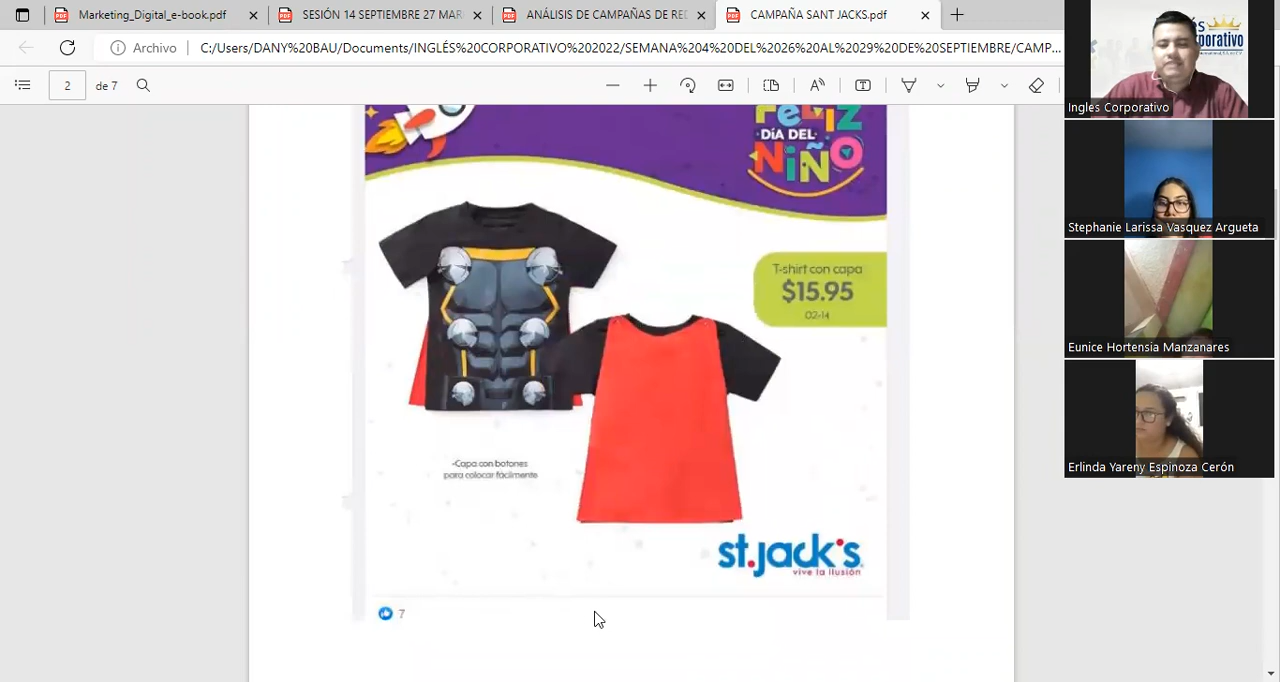 Marketing_Digital_e-book.pdf
SESIÓN 14 SEPTIEMBRE 27 MAR
ANÁLISIS DE CAMPAÑAS DE RE
CAMPAÑA SANT JACKS.pdf
Archivo
C:/Users/DANY%20BAU/Documents/INGLÉS%20CORPORATIVO%202022/SEMANA%204%20DEL%2026%20AL%2029%20DE%20SEPTIEMBRE/CAMP...
2
de 7
FELIZ
DÍA DEL
NIÑO
T-shirt con capa
$15.95
02-14
-Capa con botones
para colocar fácilmente
st.jack's
vive la ilusión
7
Corporativo
Ingles Corporativo
Stephanie Larissa Vasquez Argueta
Eunice Hortensia Manzanares
Erlinda Yareny Espinoza Cerón